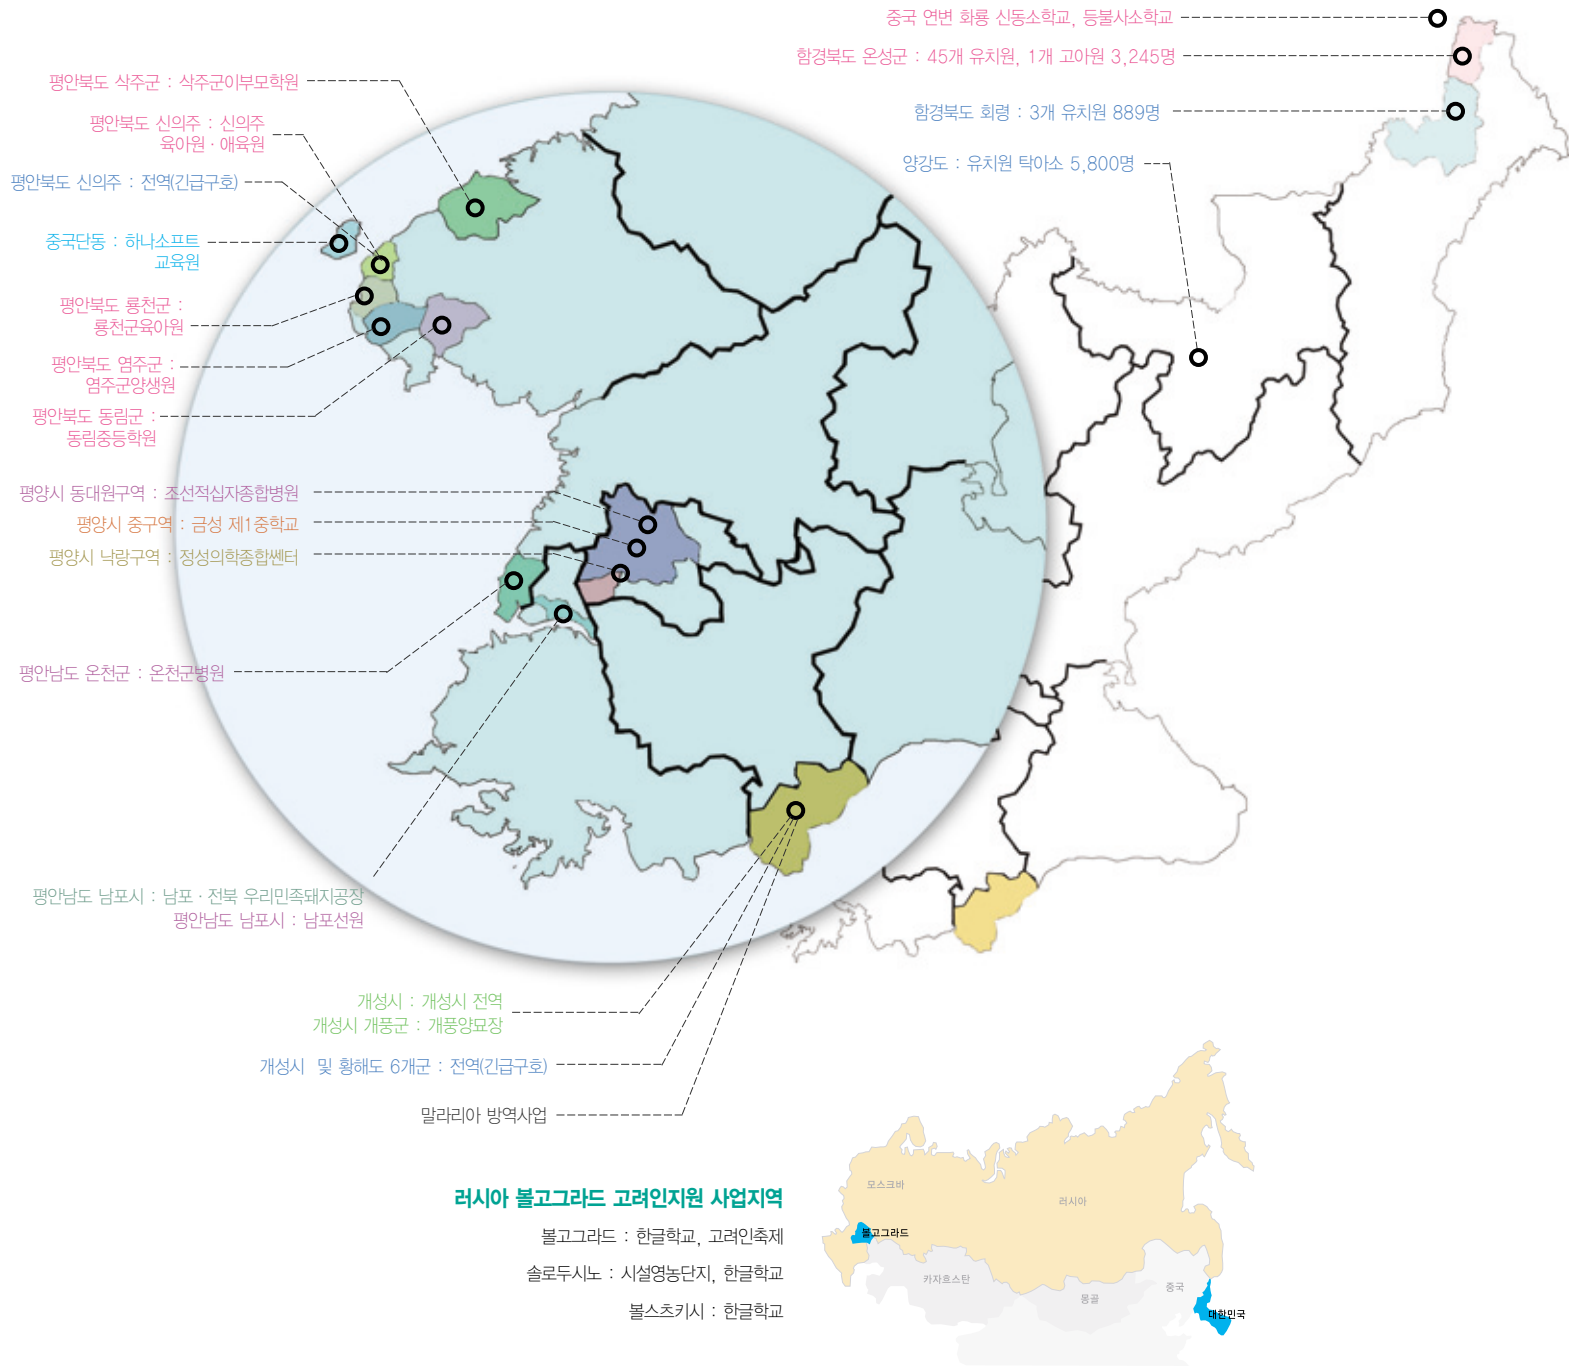 중국 연변 화룡 신동소학교, 등불사소학교
함경북도 온성군 : 45개 유치원, 1개 고아원 3,245명
함경북도 회령 : 3개 유치원 889명
양강도 : 유치원 탁아소 5,800명
평안북도 삭주군 : 삭주군이부모학원
평안북도 신의주 : 신의주
육아원 · 애육원
평안북도 신의주 : 전역(긴급구호)
중국단동 : 하나소프트
교육원
평안북도 룡천군 :
룡천군육아원
평안북도 염주군 :
염주군양생원
평안북도 동림군 :
동림중등학원
평양시 동대원구역 : 조선적십자종합병원
평양시 중구역 : 금성 제1중학교
평양시 낙랑구역 : 정성의학종합쎈터
평안남도 온천군 : 온천군병원
평안남도 남포시 : 남포 · 전북 우리민족돼지공장
평안남도 남포시 : 남포선원
개성시 : 개성시 전역
개성시 개풍군 : 개풍양묘장
개성시 및 황해도 6개군 : 전역(긴급구호)
말라리아 방역사업
러시아 볼고그라드 고려인지원 사업지역
볼고그라드 : 한글학교, 고려인축제
솔로두시노 : 시설영농단지, 한글학교
볼스츠키시 : 한글학교
모스크바
러시아
볼고그라드
카자흐스탄
몽골
중국
대한민국